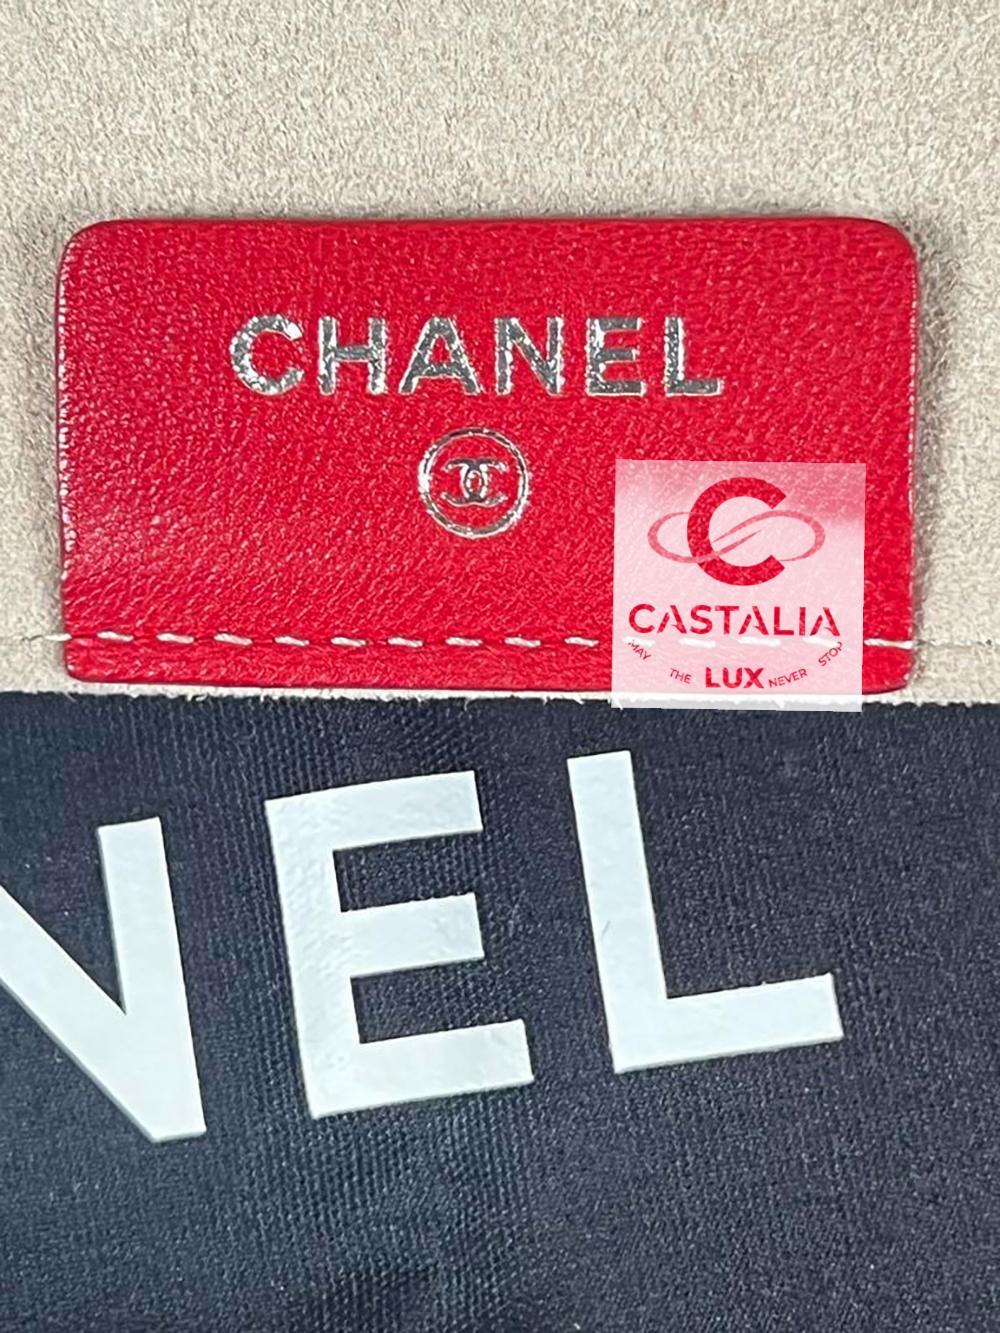 CHANEL
CASTALIA
MAY THE LUX NEVER STOP
NEL